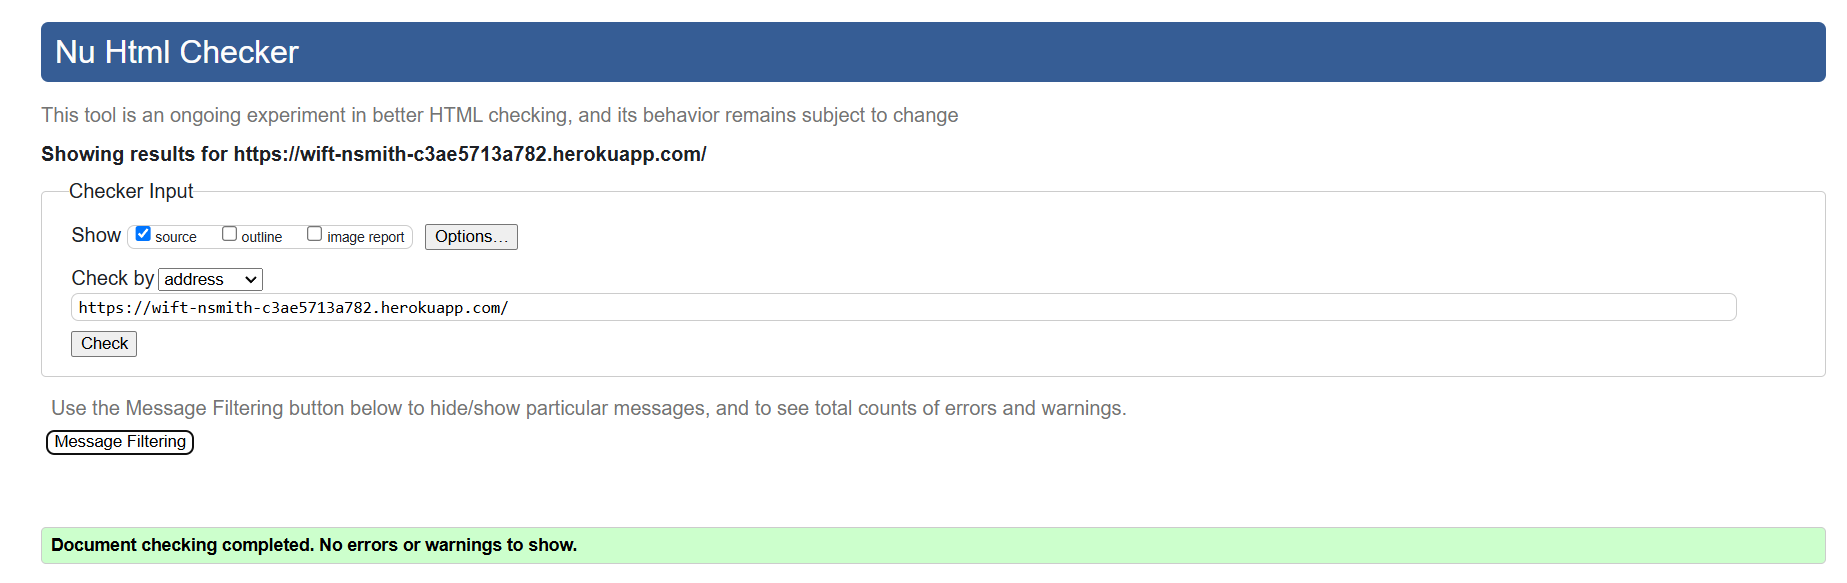 Nu Html Checker
This tool is an ongoing experiment in better HTML checking, and its behavior remains subject to change
Showing results for https://wift-nsmith-c3ae5713a782.herokuapp.com/
Checker Input
Show source outline image report Options...
Check by address
https://wift-nsmith-c3ae5713a782.herokuapp.com/
Check
Use the Message Filtering button below to hide/show particular messages, and to see total counts of errors and warnings.
Message Filtering
Document checking completed. No errors or warnings to show.